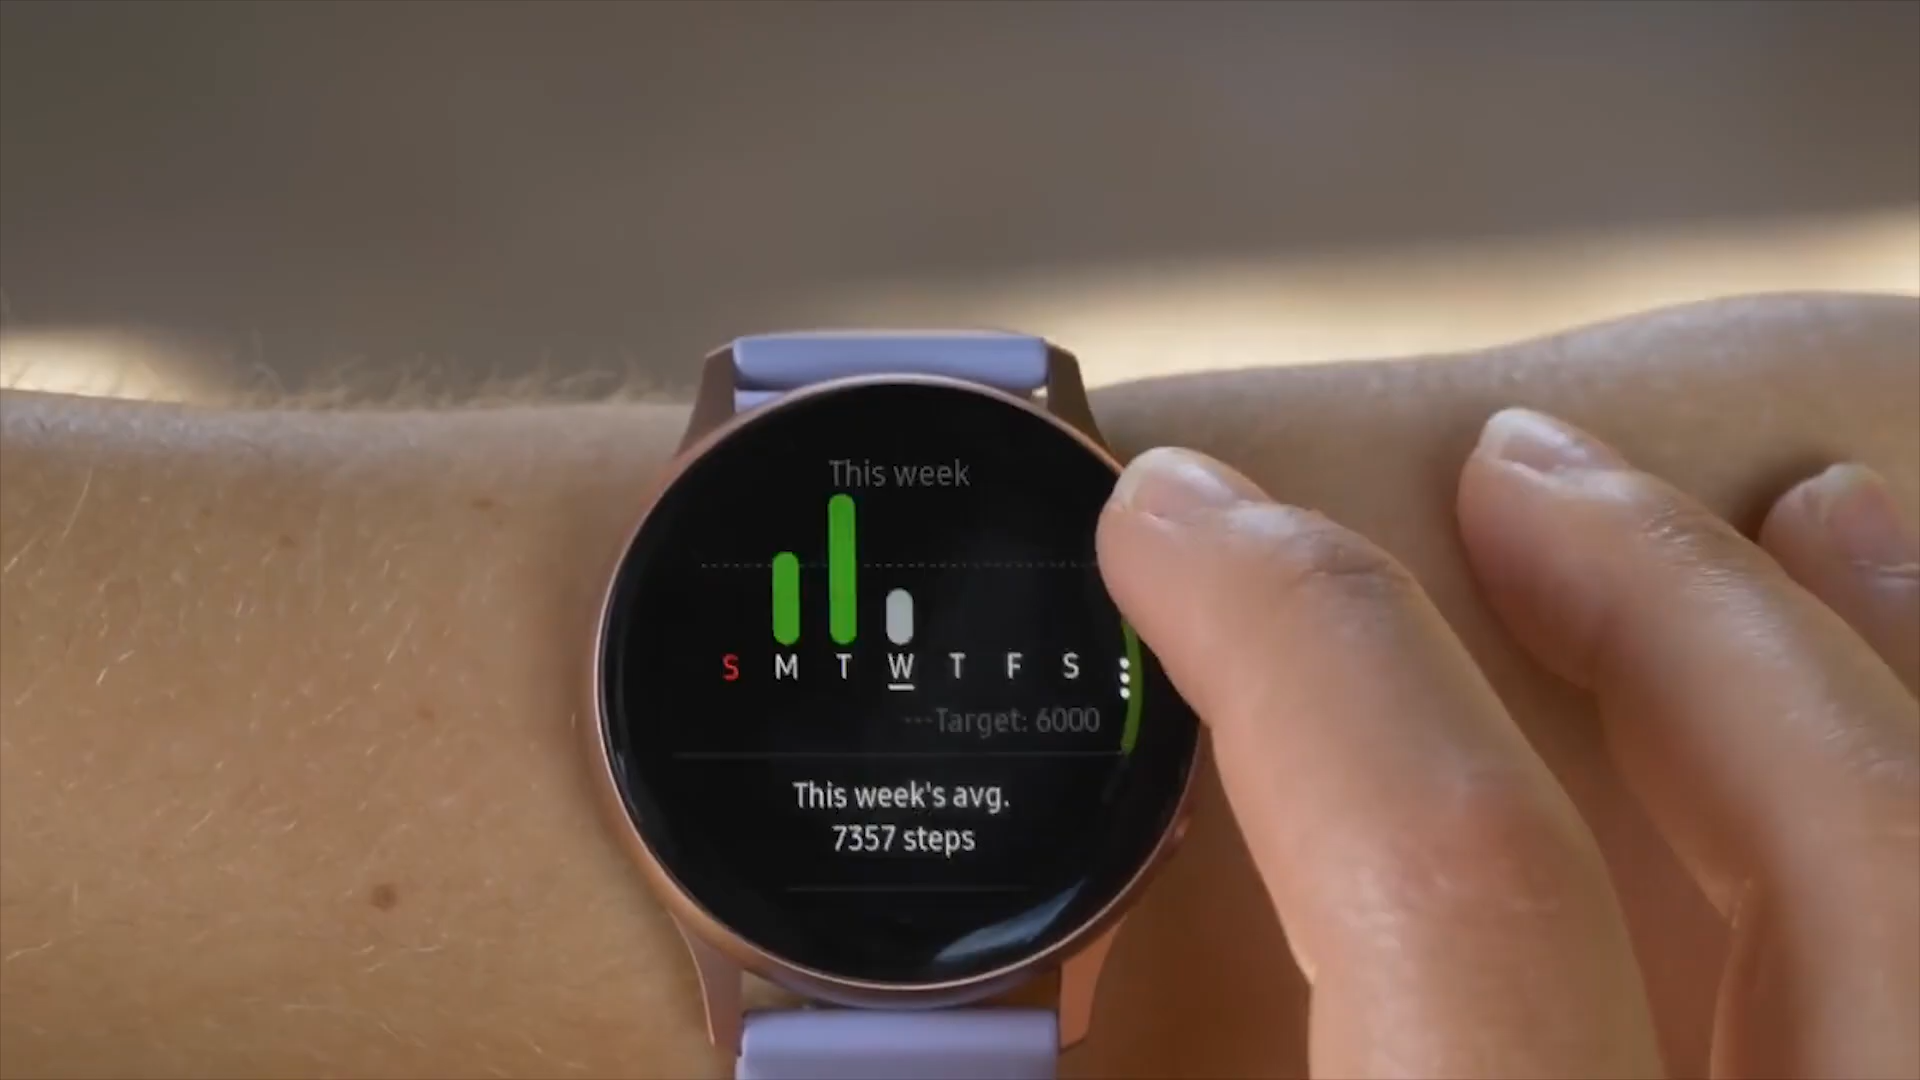 This week
S M T W T F S
---Target: 6000
This week's avg.
7357 steps